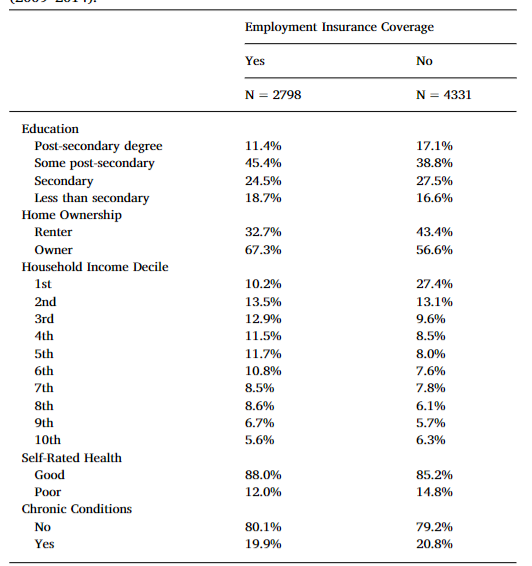 (2009–2014).
Employment Insurance Coverage
Yes No
N = 2798 N = 4331
Education
Post-secondary degree 11.4% 17.1%
Some post-secondary 45.4% 38.8%
Secondary 24.5% 27.5%
Less than secondary 18.7% 16.6%
Home Ownership
Renter 32.7% 43.4%
Owner 67.3% 56.6%
Household Income Decile
1st 10.2% 27.4%
2nd 13.5% 13.1%
3rd 12.9% 9.6%
4th 11.5% 8.5%
5th 11.7% 8.0%
6th 10.8% 7.6%
7th 8.5% 7.8%
8th 8.6% 6.1%
9th 6.7% 5.7%
10th 5.6% 6.3%
Self-Rated Health
Good 88.0% 85.2%
Poor 12.0% 14.8%
Chronic Conditions
No 80.1% 79.2%
Yes 19.9% 20.8%